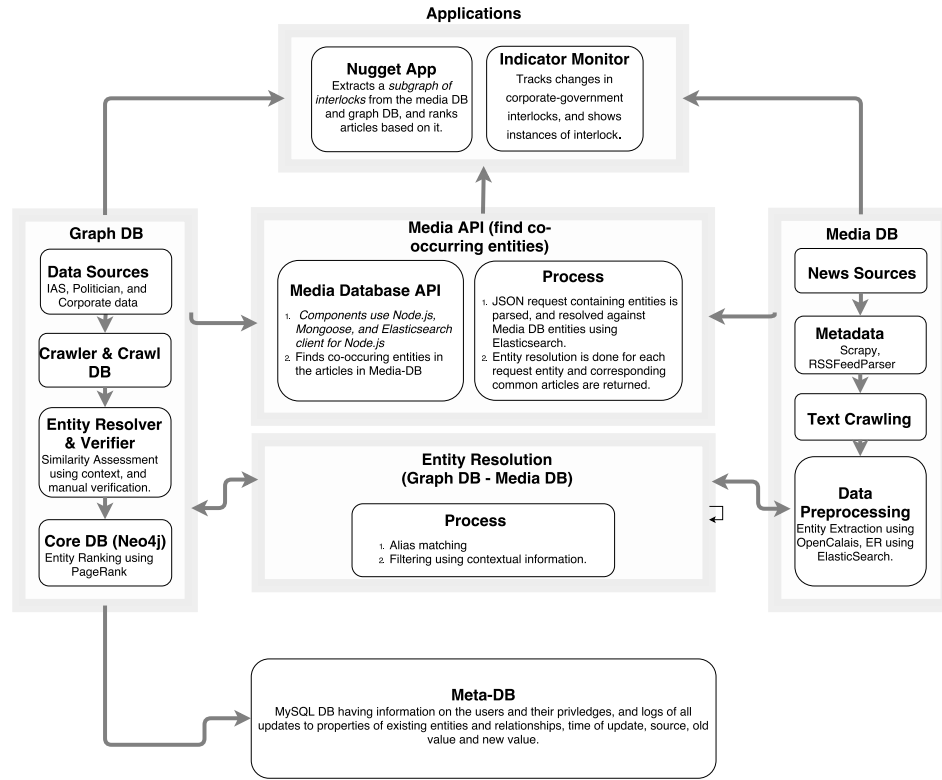 Applications
Nugget App
Extracts a subgraph of
interlocks from the media DB
and graph DB, and ranks
articles based on it.
Indicator Monitor
Tracks changes in
corporate-government
interlocks, and shows
instances of interlock.
Graph DB
Data Sources
IAS, Politician, and
Corporate data
Crawler & Crawl
DB
Entity Resolver
& Verifier
Similarity Assessment
using context, and
manual verification.
Core DB (Neo4j)
Entity Ranking using
PageRank
Media API (find co-
occurring entities)
Media Database API
1. Components use Node.js,
Mongoose, and Elasticsearch
client for Node.js
2. Finds co-occuring entities in
the articles in Media-DB
Process
1. JSON request containing entities is
parsed, and resolved against
Media DB entities using
Elasticsearch.
2. Entity resolution is done for each
request entity and corresponding
common articles are returned.
Entity Resolution
(Graph DB - Media DB)
Process
1. Alias matching
2. Filtering using contextual information.
Media DB
News Sources
Metadata
Scrapy,
RSSFeedParser
Text Crawling
Data
Preprocessing
Entity Extraction using
OpenCalais, ER using
ElasticSearch.
Meta-DB
MySQL DB having information on the users and their privledges, and logs of all
updates to properties of existing entities and relationships, time of update, source, old
value and new value.